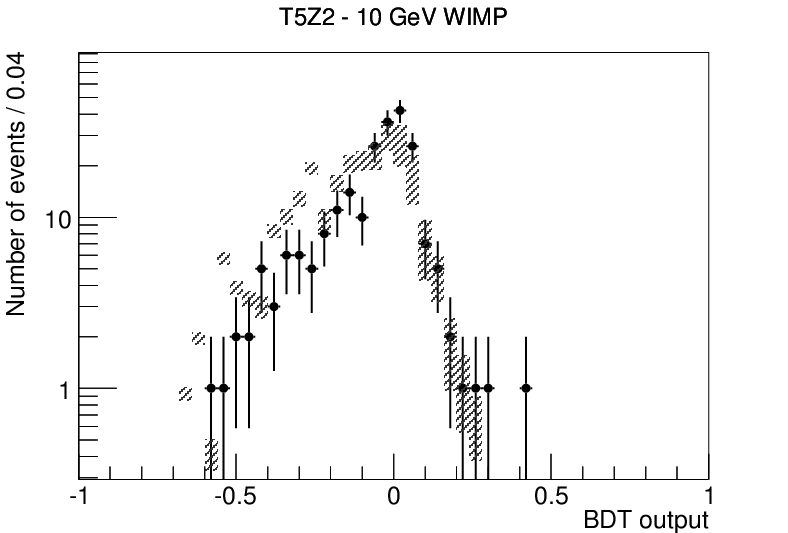 T5Z2 - 10 GeV WIMP
Number of events / 0.04
10
1
-1 -0.5 0 0.5 1
BDT output